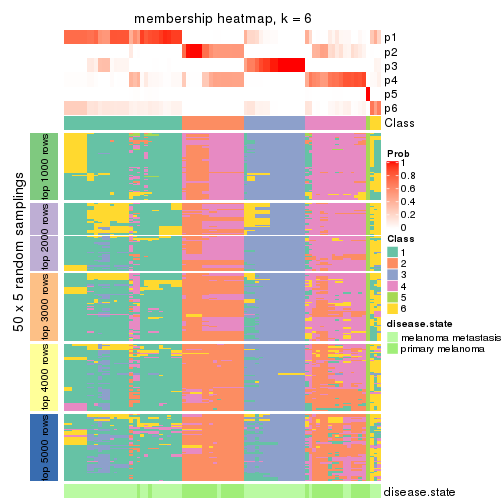 membership heatmap, k = 6
p1
p2
p3
p4
p5
p6
Class
50 x 5 random samplings
top 1000 rows
top 2000 rows
top 3000 rows
top 4000 rows
top 5000 rows
disease.state
Prob
1
0.8
0.6
0.4
0.2
0
Class
1
2
3
4
5
6
disease.state
melanoma metastasis
primary melanoma